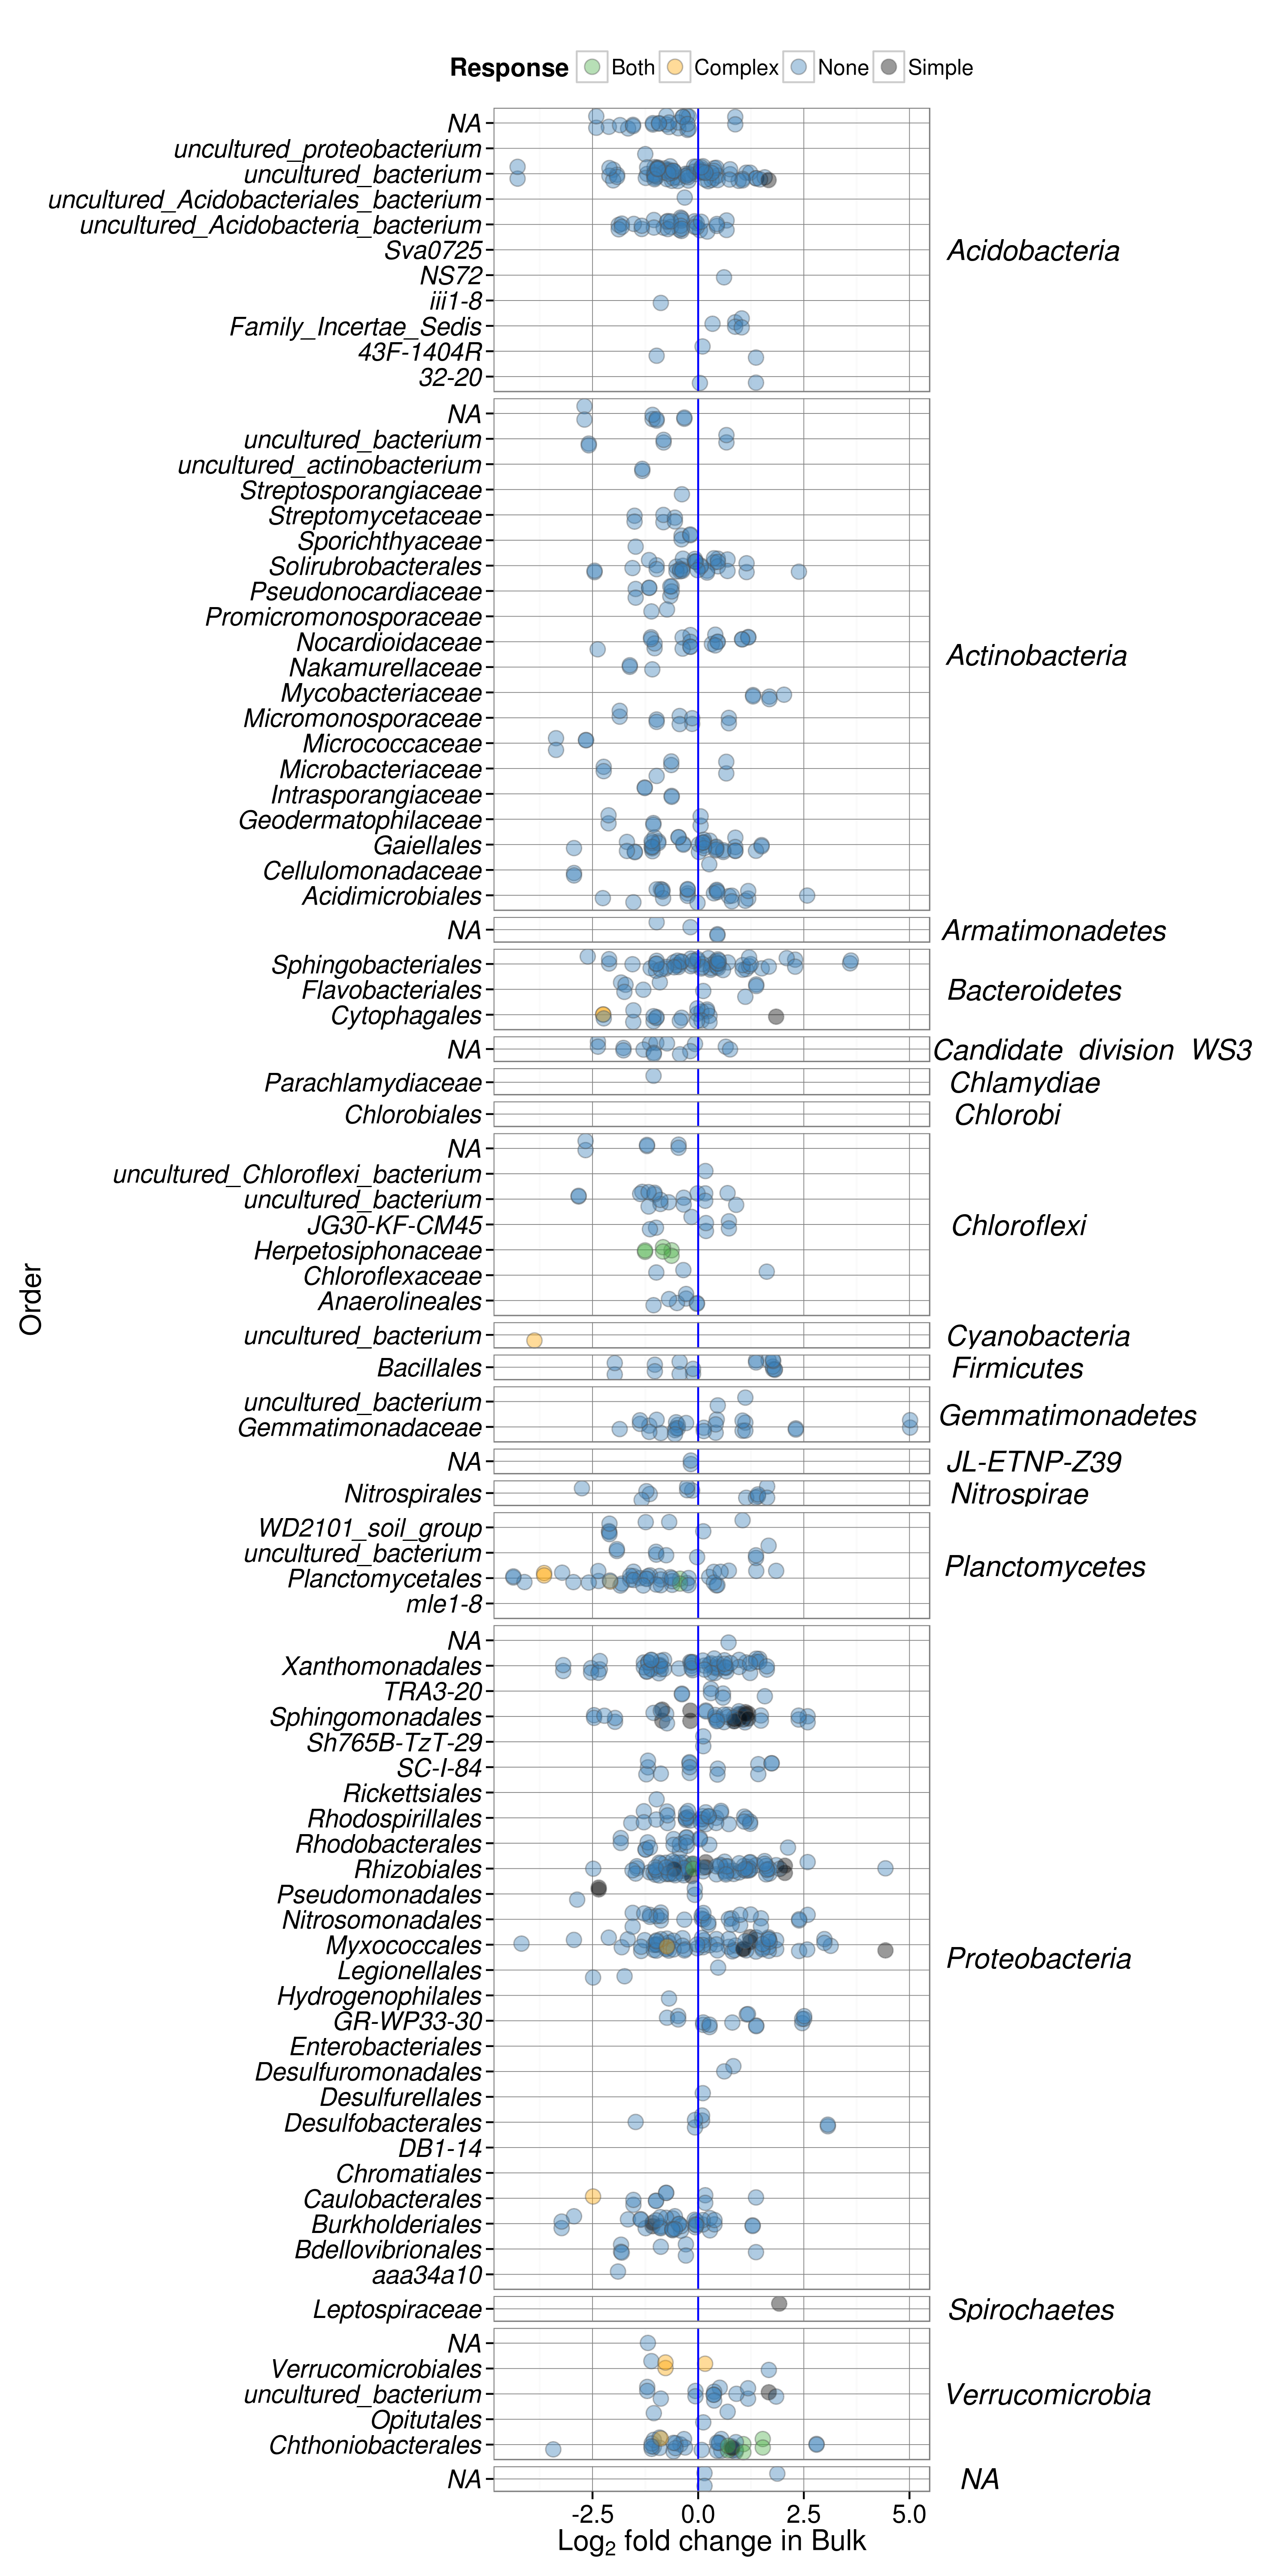 Response Both Complex None Simple
NA
uncultured_proteobacterium
uncultured_bacterium
uncultured_Acidobacteriales_bacterium
uncultured_Acidobacteria_bacterium
Sva0725
Acidobacteria
NS72
iii1-8
Family_Incertae_Sedis
43F-1404R
32-20
NA
uncultured_bacterium
uncultured_actinobacterium
Streptosporangiaceae
Streptomycetaceae
Sporichthyaceae
Solirubrobacterales
Pseudonocardiaceae
Promicromonosporaceae
Nocardioidaceae
Actinobacteria
Nakamurellaceae
Mycobacteriaceae
Micromonosporaceae
Micrococcaceae
Microbacteriaceae
Intrasporangiaceae
Geodermatophilaceae
Gaiellales
Cellulomonadaceae
Acidimicrobiales
NA Armatimonadetes
Sphingobacteriales
Flavobacteriales Bacteroidetes
Cytophagales
NA Candidate division WS3
Parachlamydiaceae Chlamydiae
Chlorobiales Chlorobi
NA
uncultured_Chloroflexi_bacterium
uncultured_bacterium
JG30-KF-CM45 Chloroflexi
Herpetosiphonaceae
Chloroflexaceae
Anaerolineales
Order
uncultured_bacterium Cyanobacteria
Bacillales Firmicutes
uncultured_bacterium
Gemmatimonadetes
Gemmatimonadaceae
NA JL-ETNP-Z39
Nitrospirales Nitrospirae
WD2101_soil_group
uncultured_bacterium
Planctomycetes
Planctomycetales
mle1-8
NA
Xanthomonadales
TRA3-20
Sphingomonadales
Sh765B-TzT-29
SC-I-84
Rickettsiales
Rhodospirillales
Rhodobacterales
Rhizobiales
Pseudomonadales
Nitrosomonadales
Myxococcales
Proteobacteria
Legionellales
Hydrogenophilales
GR-WP33-30
Enterobacteriales
Desulfuromonadales
Desulfurellales
Desulfobacterales
DB1-14
Chromatiales
Caulobacterales
Burkholderiales
Bdellovibrionales
aaa34a10
Leptospiraceae Spirochaetes
NA
Verrucomicrobiales
uncultured_bacterium Verrucomicrobia
Opitutales
Chthoniobacterales
NA NA
-2.5 0.0 2.5 5.0
Log2 fold change in Bulk